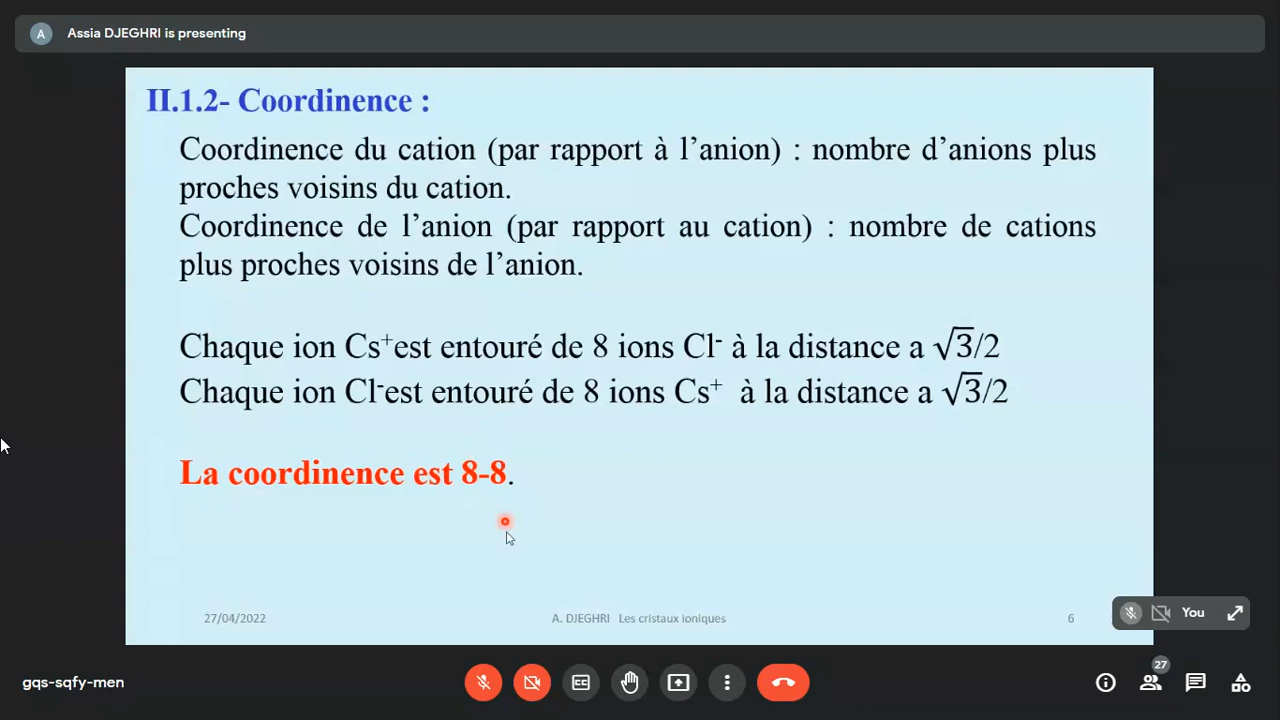 A
Assia DJEGHRI is presenting
II.1.2- Coordinence :
Coordinence du cation (par rapport à l’anion) : nombre d’anions plus
proches voisins du cation.
Coordinence de l’anion (par rapport au cation) : nombre de cations
plus proches voisins de l’anion.
Chaque ion Cs⁺est entouré de 8 ions Cl⁻ à la distance a √3/2
Chaque ion Cl⁻est entouré de 8 ions Cs⁺ à la distance a √3/2
La coordinence est 8-8.
27/04/2022
A. DJEGHRI Les cristaux ioniques
6
You
gqs-sqfy-men
CC
27